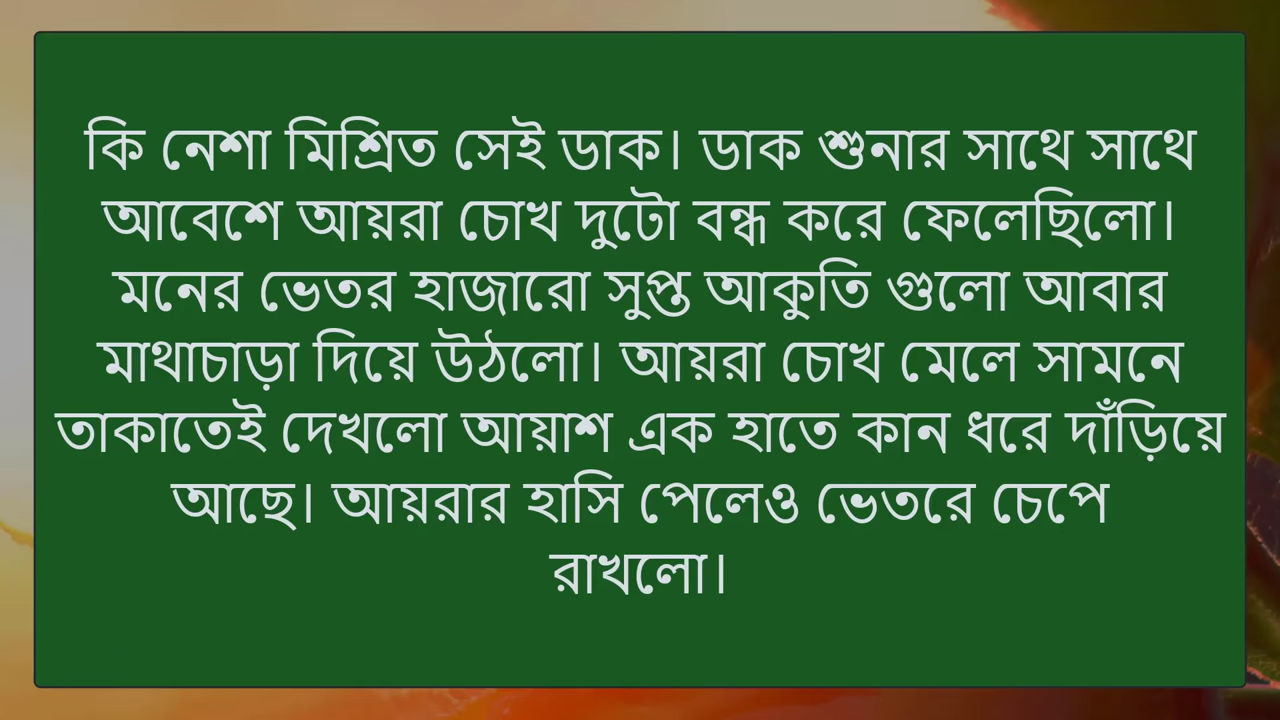 কি নেশা মিশ্রিত সেই ডাক। ডাক শুনার সাথে সাথে
আবেশে আয়রা চোখ দুটো বন্ধ করে ফেলেছিলো।
মনের ভেতর হাজারো সুপ্ত আকুতি গুলো আবার
মাথাচাড়া দিয়ে উঠলো। আয়রা চোখ মেলে সামনে
তাকাতেই দেখলো আয়াশ এক হাতে কান ধরে দাঁড়িয়ে
আছে। আয়রার হাসি পেলেও ভেতরে চেপে
রাখলো।